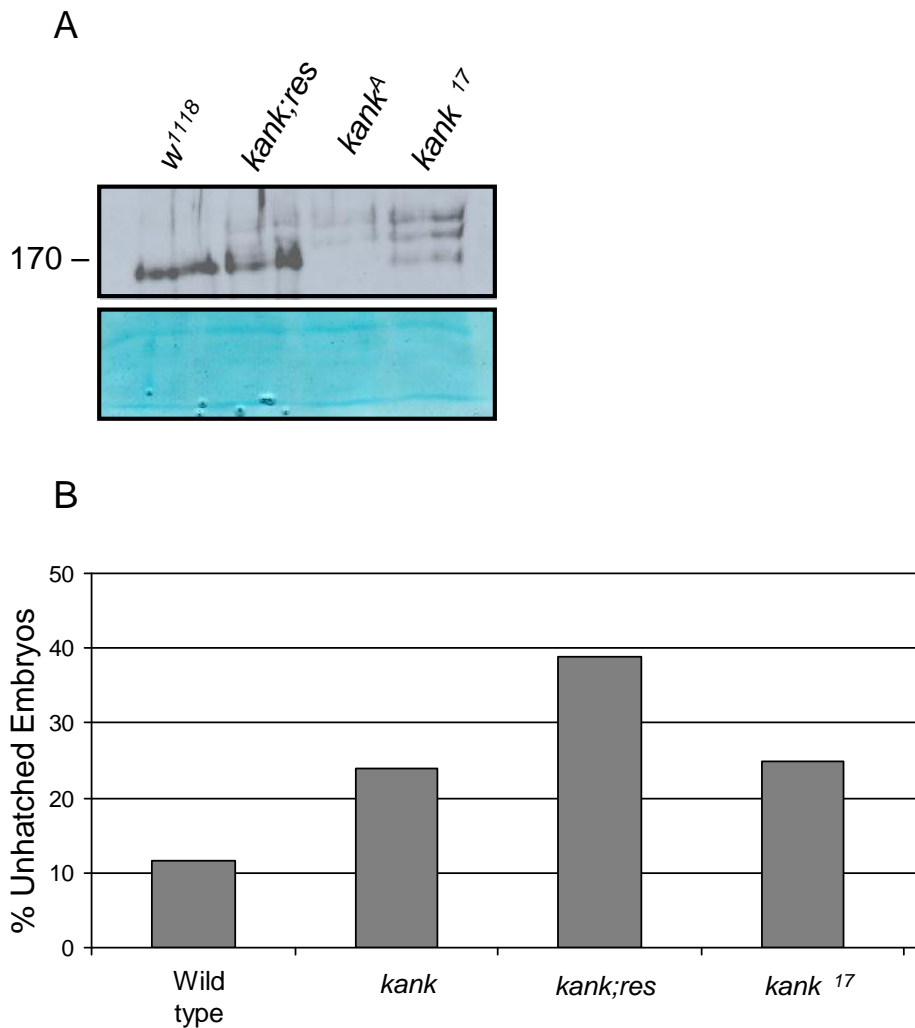 A
w1118
kank;res
kankA
kank 17
170 –
B
% Unhatched Embryos
50
40
30
20
10
0
Wild
type
kank
kank;res
kank 17